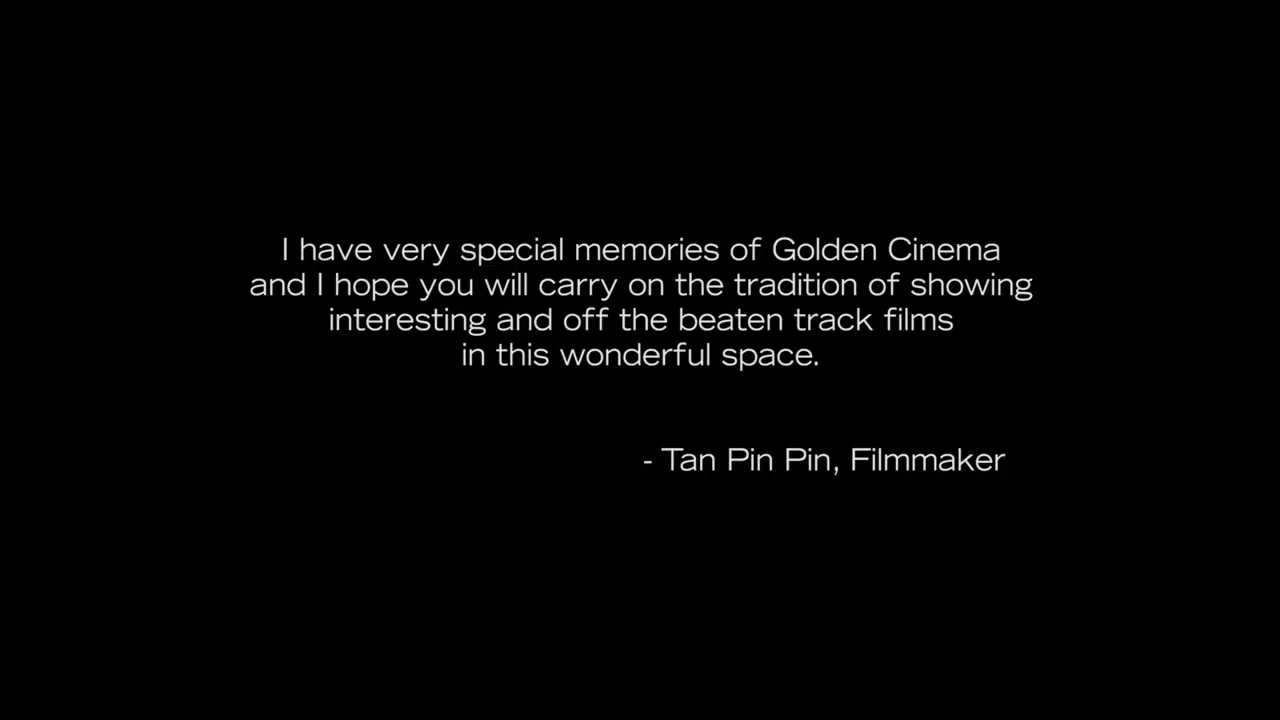 I have very special memories of Golden Cinema
and I hope you will carry on the tradition of showing
interesting and off the beaten track films
in this wonderful space.
- Tan Pin Pin, Filmmaker